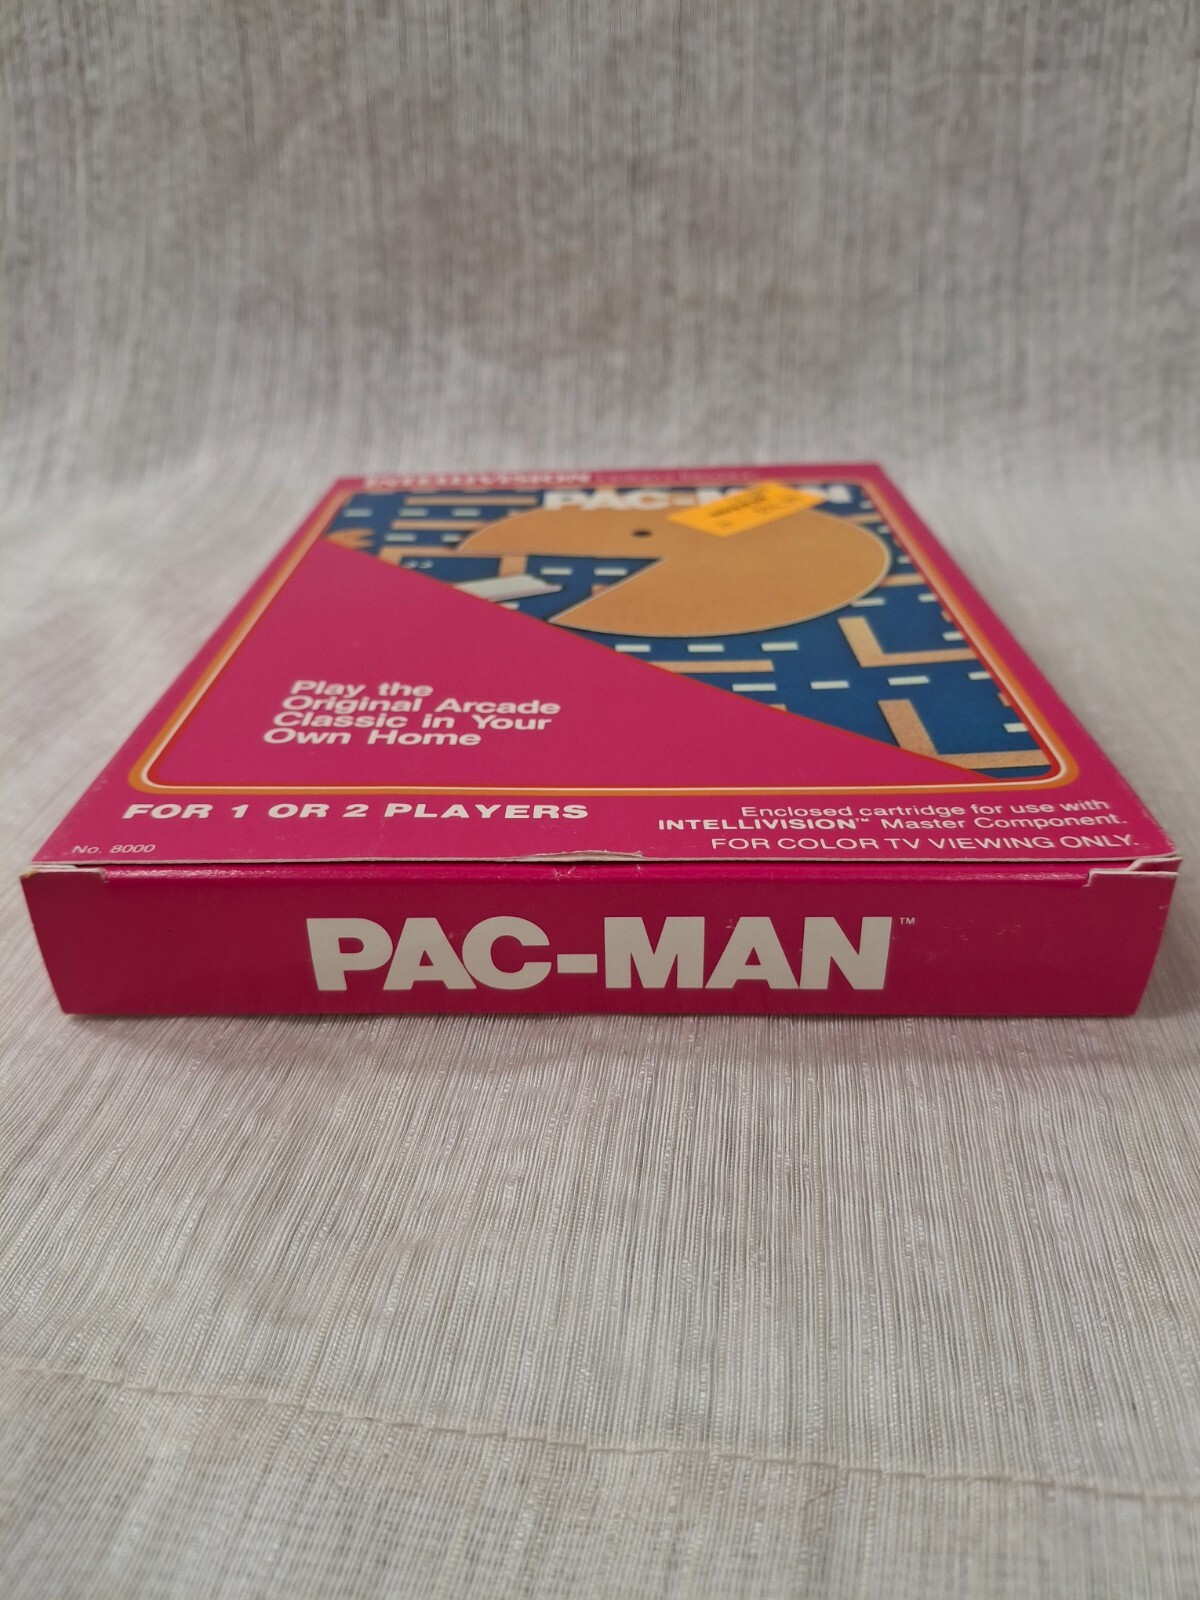 INTELLIVISION
PAC-MAN
Play the
Original Arcade
Classic in Your
Own Home
FOR 1 OR 2 PLAYERS
Enclosed cartridge for use with
INTELLIVISION™ Master Component.
FOR COLOR TV VIEWING ONLY.
No. 8000
PAC-MAN™